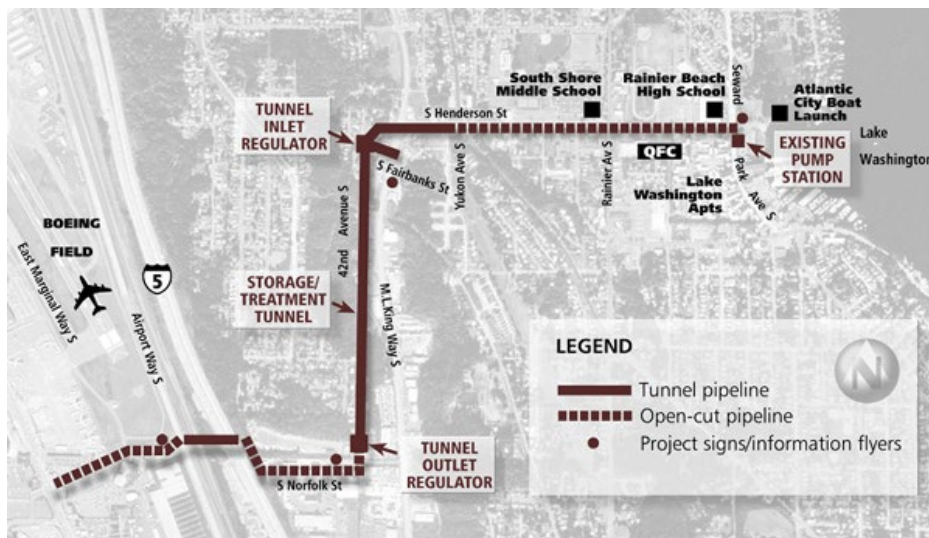 South Shore
Middle School
Rainier Beach
High School
Seward
Park
Ave S
Atlantic
City Boat
Launch
Lake
Washington
TUNNEL
INLET
REGULATOR
S Henderson St
EXISTING
PUMP
STATION
QFC
S Fairbanks St
Yukon Ave S
Rainier Av S
Lake
Washington
Apts
42nd
Avenue S
BOEING
FIELD
East Marginal Way S
5
Airport Way S
STORAGE/
TREATMENT
TUNNEL
M.L.King Way S
LEGEND
N
Tunnel pipeline
Open-cut pipeline
Project signs/information flyers
TUNNEL
OUTLET
REGULATOR
S Norfolk St